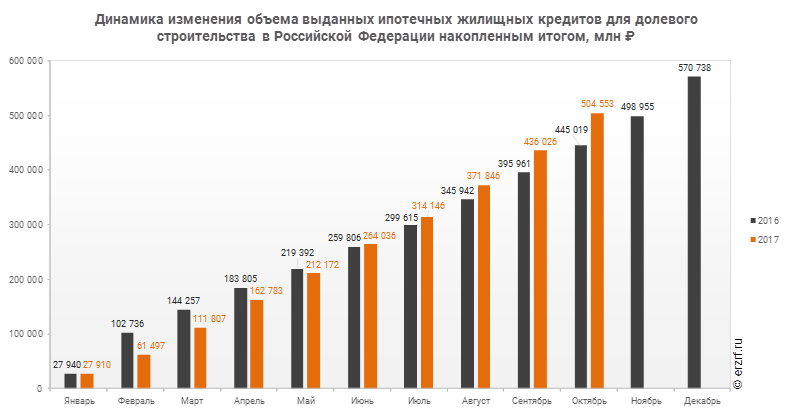 Динамика изменения объема выданных ипотечных жилищных кредитов для долевого
строительства в Российской Федерации накопленным итогом, млн ₽
600 000
500 000
400 000
300 000
200 000
100 000
0
27 940 27 910
102 736 61 497
144 257 111 807
183 805 162 783
219 392 212 172
259 806 264 036
299 615 314 146
345 942 371 846
395 961 436 026
445 019 504 553
498 955
570 738
Январь Февраль Март Апрель Май Июнь Июль Август Сентябрь Октябрь Ноябрь Декабрь
2016
2017
© erzrf.ru